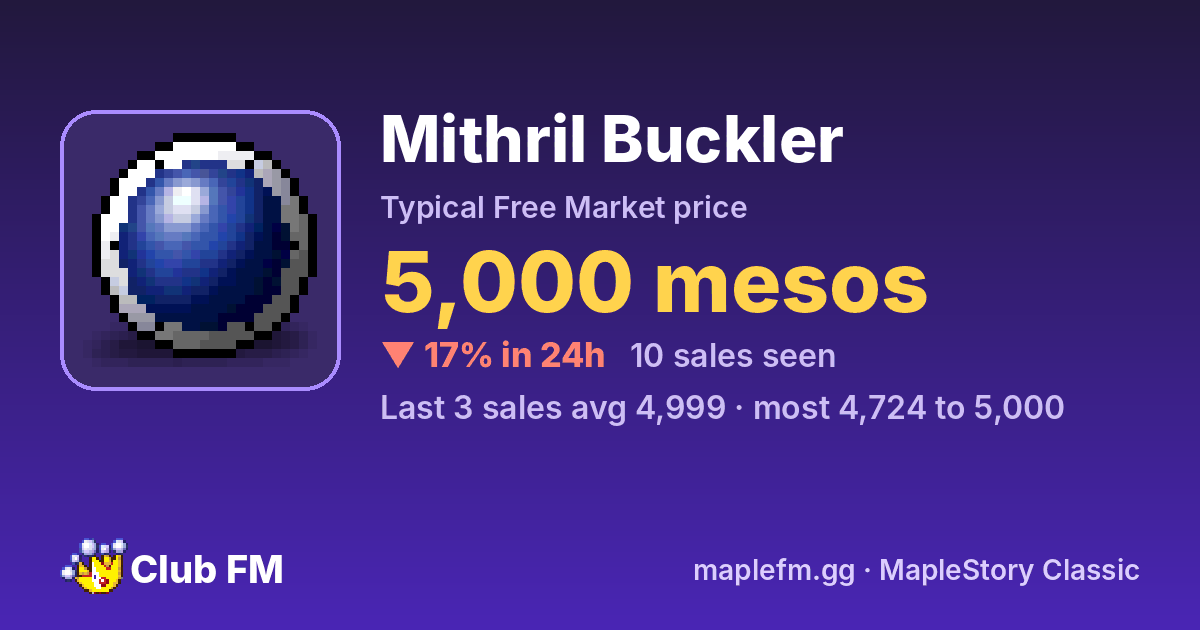 Mithril Buckler
Typical Free Market price
5,000 mesos
▼ 17% in 24h 10 sales seen
Last 3 sales avg 4,999 · most 4,724 to 5,000
Club FM
maplefm.gg · MapleStory Classic